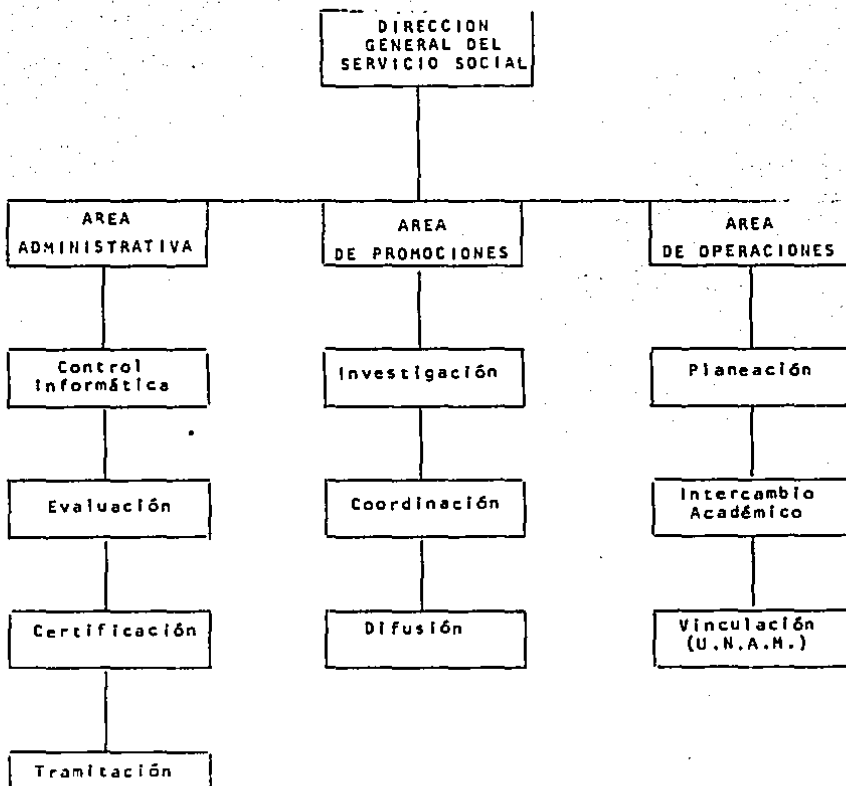 DIRECCION
GENERAL DEL
SERVICIO SOCIAL
AREA
ADMINISTRATIVA
AREA
DE PROMOCIONES
AREA
DE OPERACIONES
Control
Informática
Investigación
Planeación
Evaluación
Coordinación
Intercambio
Académico
Certificación
Difusión
Vinculación
(U.N.A.M.)
Tramitación